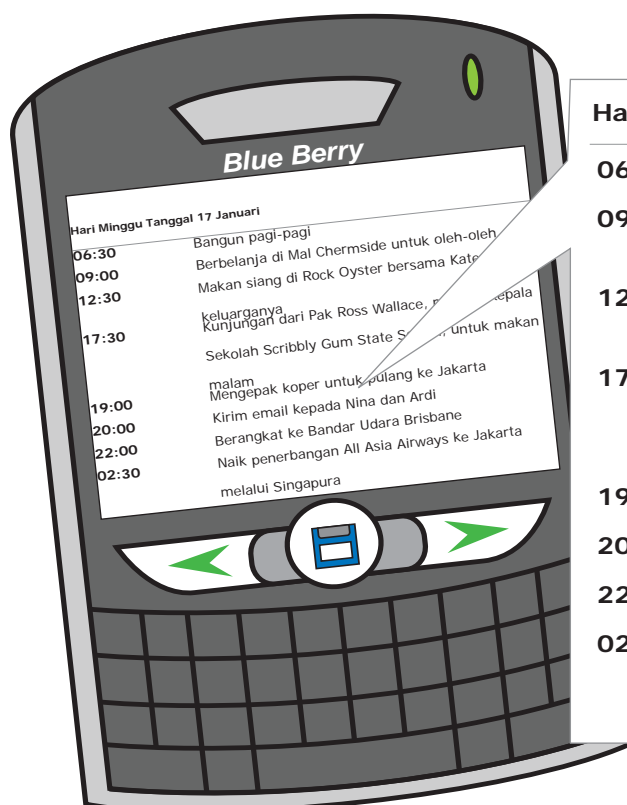 Blue Berry
Hari Minggu Tanggal 17 Januari
06:30 Bangun pagi-pagi
09:00 Berbelanja di Mal Chermside untuk oleh-oleh
12:30 Makan siang di Rock Oyster bersama Kate
keluarganya
17:30 Kunjungan dari Pak Ross Wallace,
Sekolah Scribbly Gum State untuk makan
malam
19:00 Mengepak koper untuk pulang ke Jakarta
20:00 Kirim email kepada Nina dan Ardi
22:00 Berangkat ke Bandar Udara Brisbane
02:30 Naik penerbangan All Asia Airways ke Jakarta
melalui Singapura
Ha
06
09
12
17
19
20
22
02